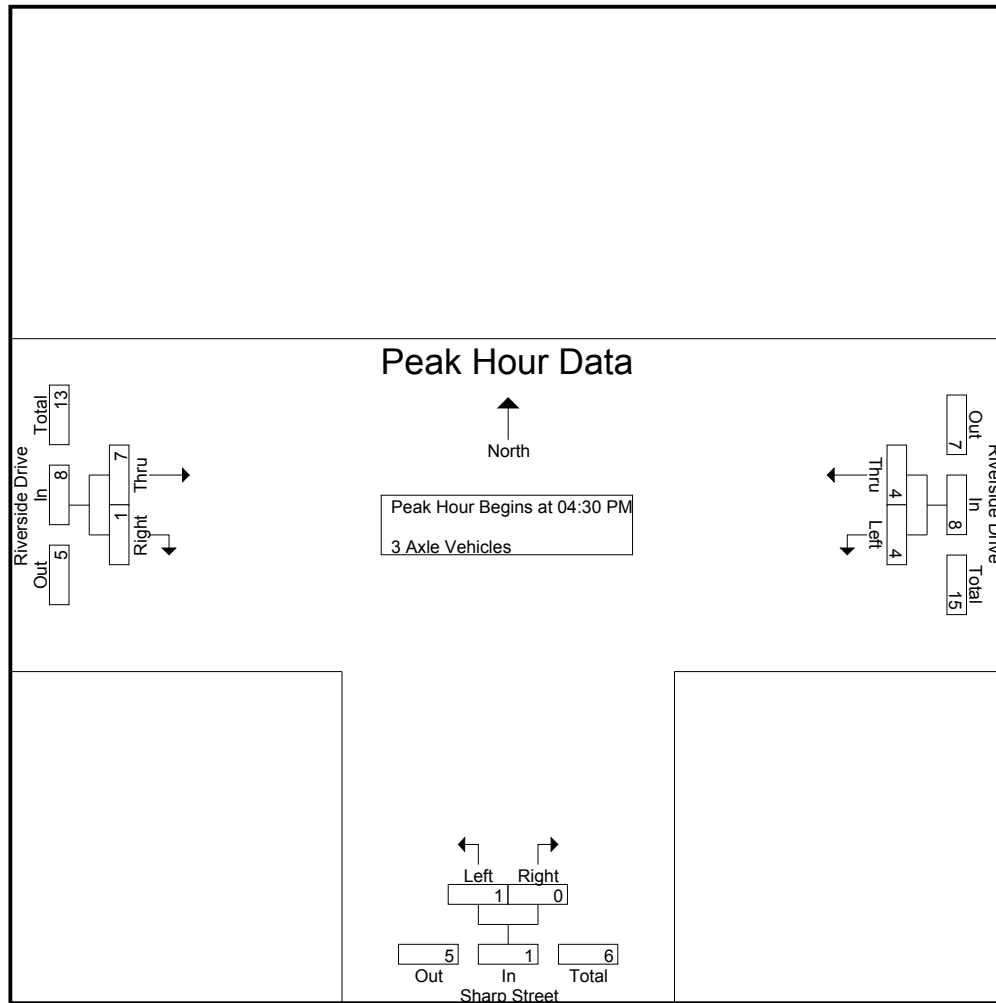 Peak Hour Data
North
Peak Hour Begins at 04:30 PM
3 Axle Vehicles
Riverside Drive
Out In Total
5 8 13
Right Thru
1 7
Riverside Drive
Out In Total
7 8 15
Thru Left
4 4
Left Right
1 0
5 1 6
Out In Total
Sharp Street